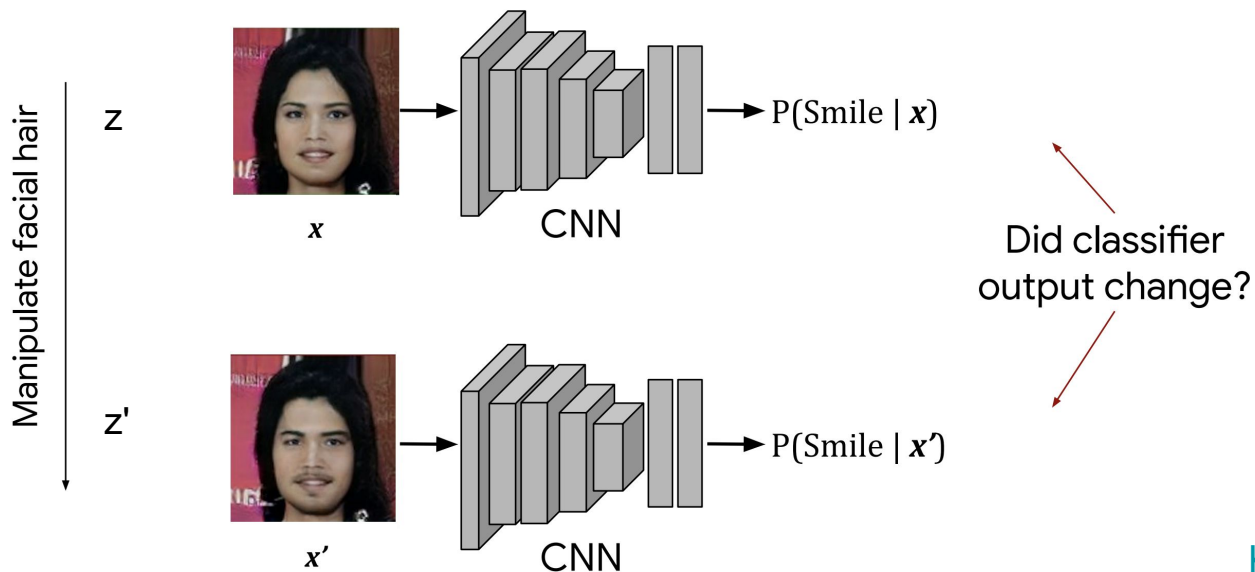 Manipulate facial hair
z
x
CNN
P(Smile | x)
Did classifier
output change?
z'
x′
CNN
P(Smile | x′)